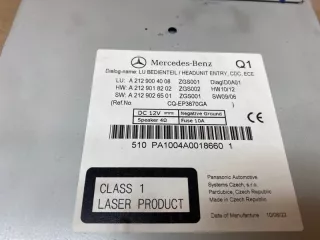 Mercedes-Benz Q1
Dialog-name: LU BEDIENTEIL / HEADUNIT ENTRY, CDC, ECE
LU: A 212 900 40 08 ZGS001 DiagID0A01
HW: A 212 901 82 02 ZGS002 HW10/12
SW: A 212 902 65 01 ZGS001 SW09/06
(Ref.No CQ-EP3870GA )
DC 12V Negative Ground
Speaker 4Ω Fuse 10A
510 PA1004A0018660 1
CLASS 1
LASER PRODUCT
Panasonic Automotive
Systems Czech, s.r.o.
Pardubice, Czech Republic
Made in Czech Republic
Date of Manufacture